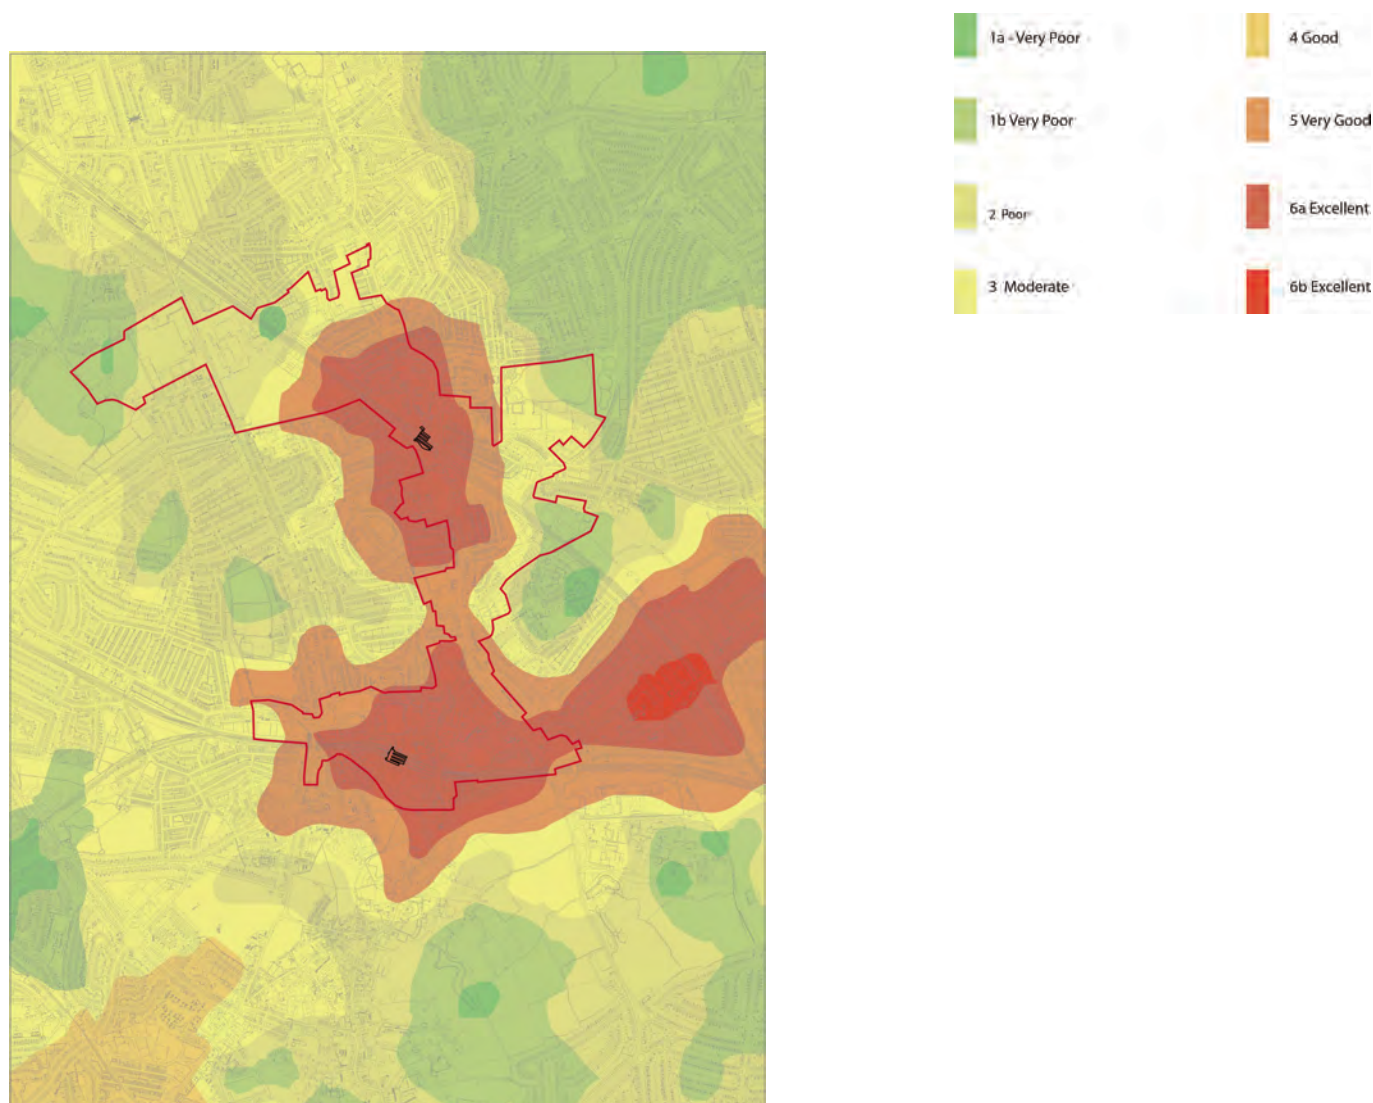 1a - Very Poor
1b Very Poor
2 Poor
3 Moderate
4 Good
5 Very Good
6a Excellent
6b Excellent